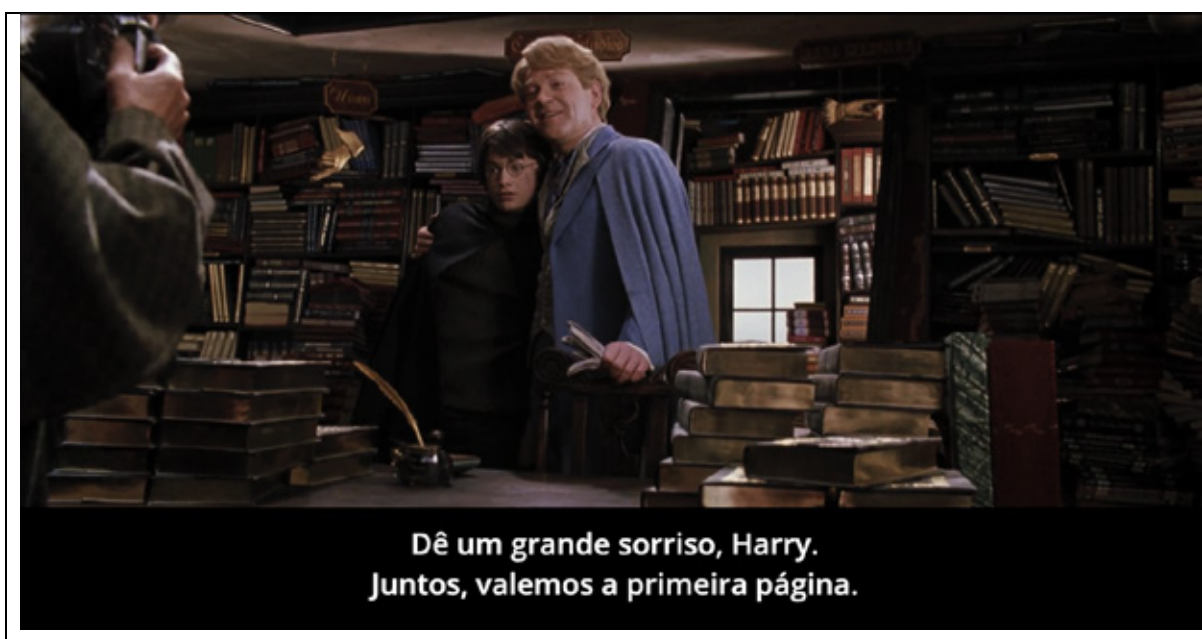 Dê um grande sorriso, Harry.
Juntos, valemos a primeira página.